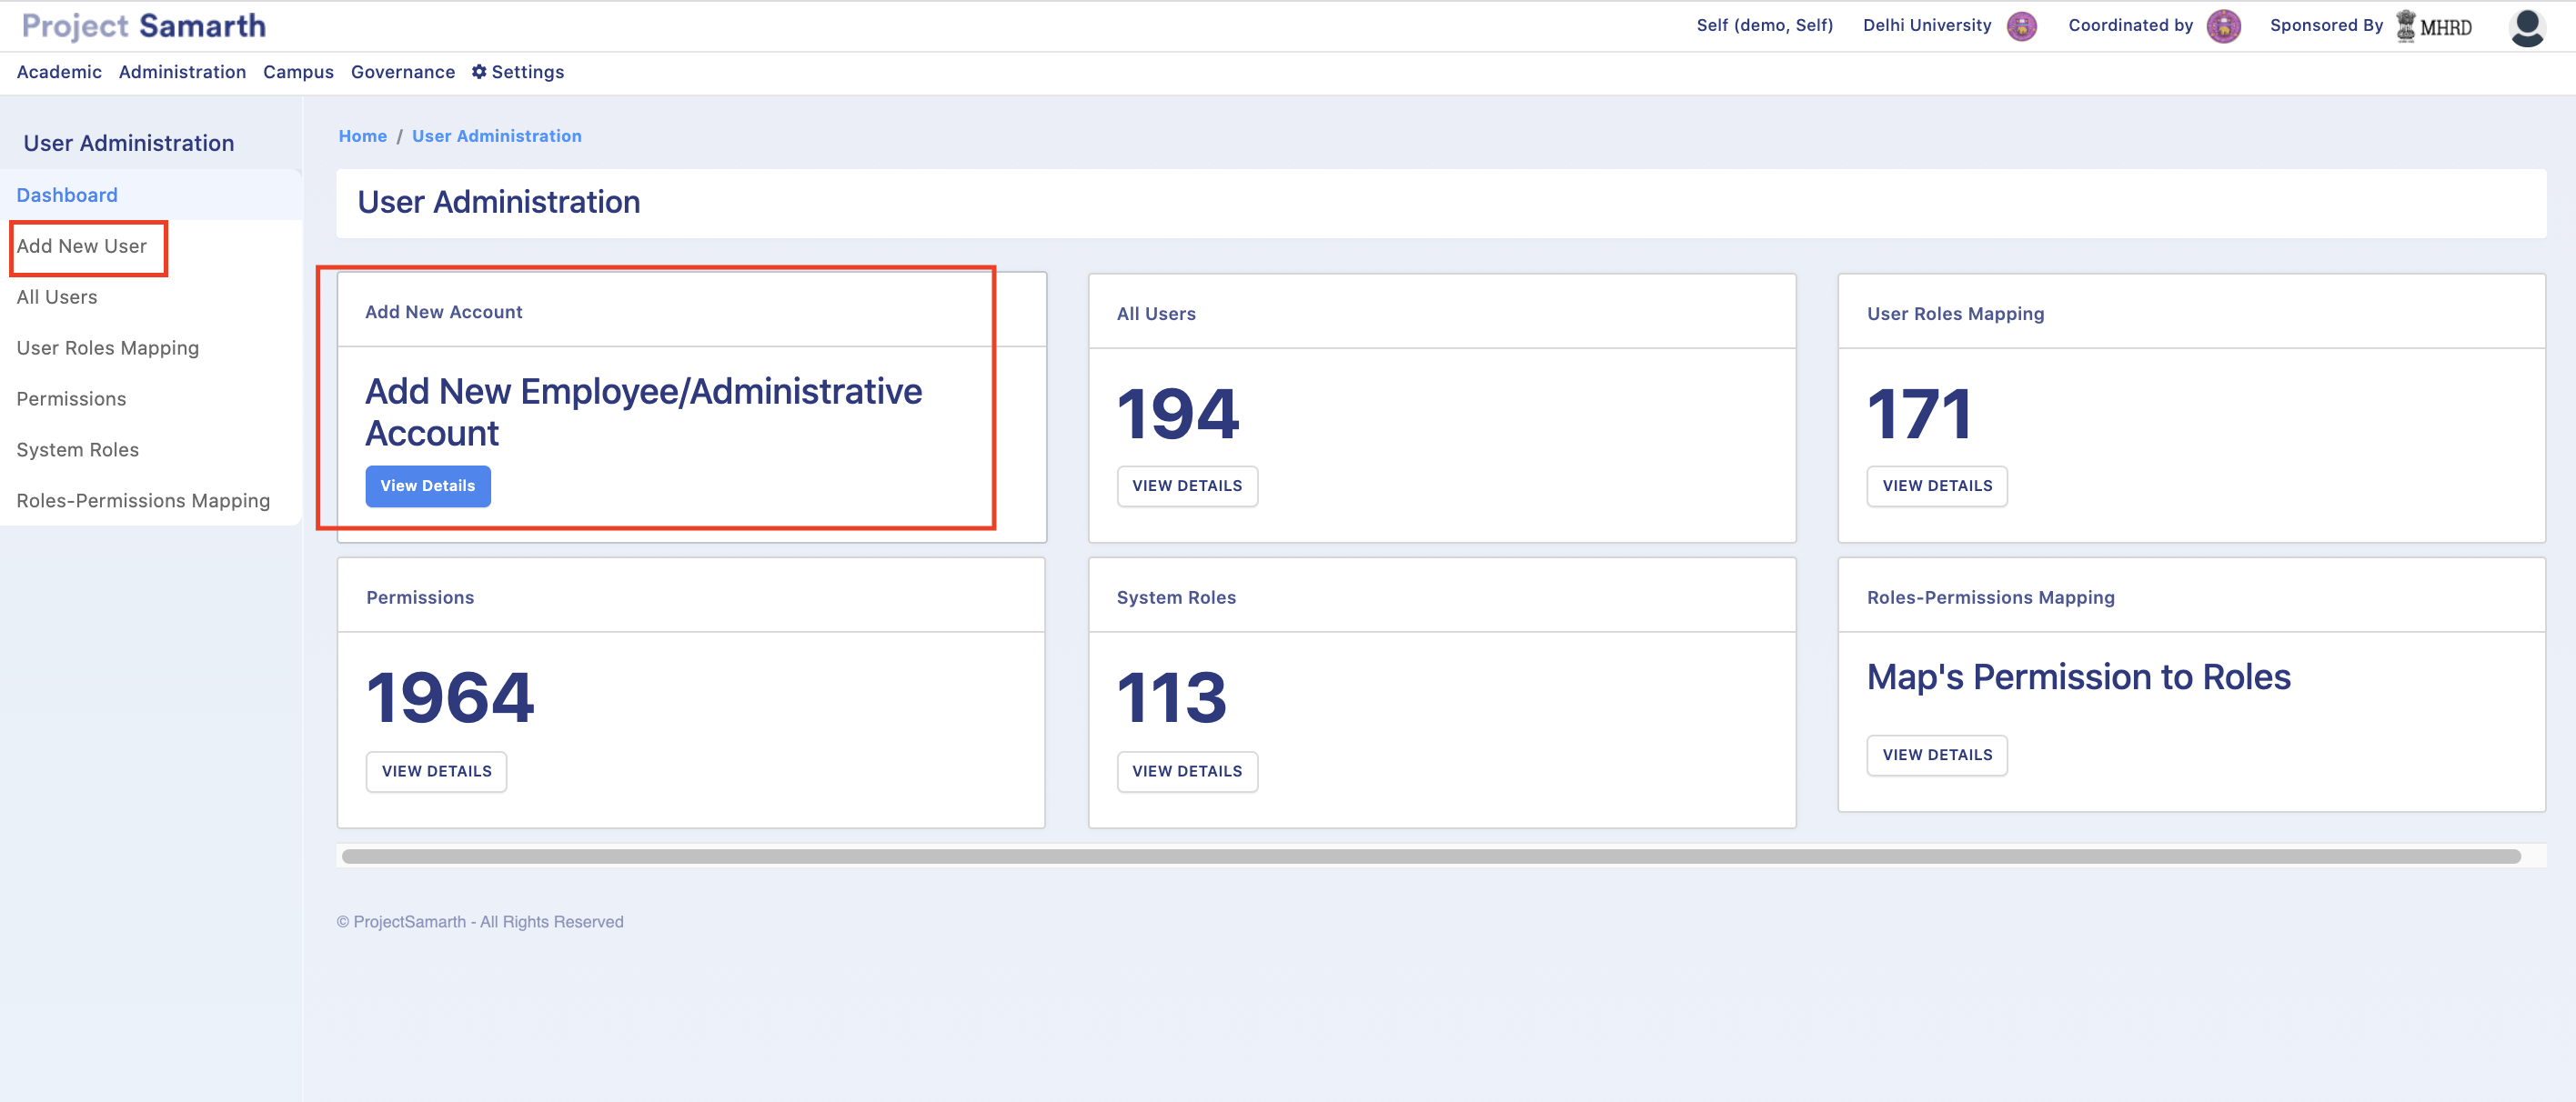 Project Samarth
Self (demo, Self) Delhi University Coordinated by Sponsored By MHRD
Academic Administration Campus Governance Settings
User Administration
Dashboard
Add New User
All Users
User Roles Mapping
Permissions
System Roles
Roles-Permissions Mapping
Home / User Administration
User Administration
Add New Account
Add New Employee/Administrative
Account
View Details
All Users
194
VIEW DETAILS
User Roles Mapping
171
VIEW DETAILS
Permissions
1964
VIEW DETAILS
System Roles
113
VIEW DETAILS
Roles-Permissions Mapping
Map's Permission to Roles
VIEW DETAILS
© ProjectSamarth - All Rights Reserved